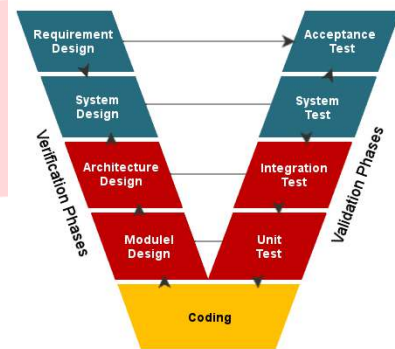 Requirement
Design
Acceptance
Test
System
Design
System
Test
Architecture
Design
Integration
Test
Modulel
Design
Unit
Test
Coding
Verification Phases
Validation Phases